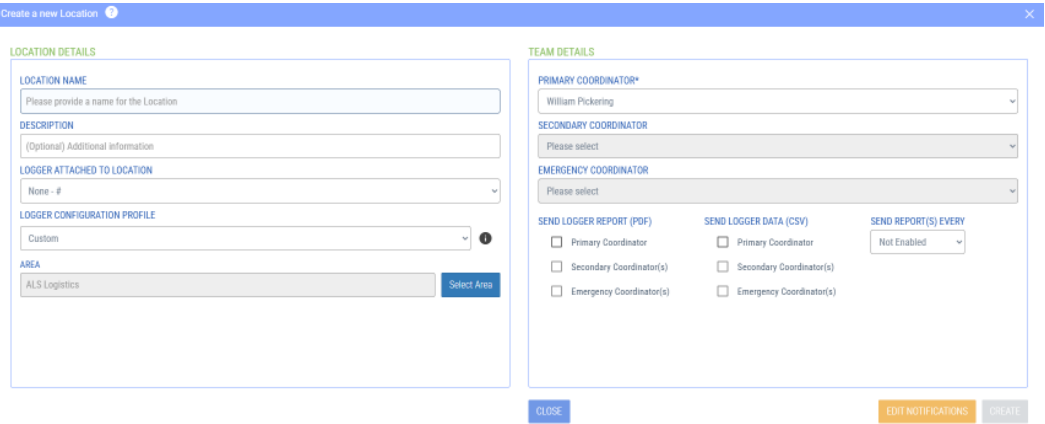 Create a new Location ?
LOCATION DETAILS
LOCATION NAME
Please provide a name for the Location
DESCRIPTION
(Optional) Additional information
LOGGER ATTACHED TO LOCATION
None - #
LOGGER CONFIGURATION PROFILE
Custom
AREA
ALS Logistics
Select Area
TEAM DETAILS
PRIMARY COORDINATOR*
William Pickering
SECONDARY COORDINATOR
Please select
EMERGENCY COORDINATOR
Please select
SEND LOGGER REPORT (PDF)
Primary Coordinator
Secondary Coordinator(s)
Emergency Coordinator(s)
SEND LOGGER DATA (CSV)
Primary Coordinator
Secondary Coordinator(s)
Emergency Coordinator(s)
SEND REPORT(S) EVERY
Not Enabled
CLOSE
EDIT NOTIFICATIONS
CREATE